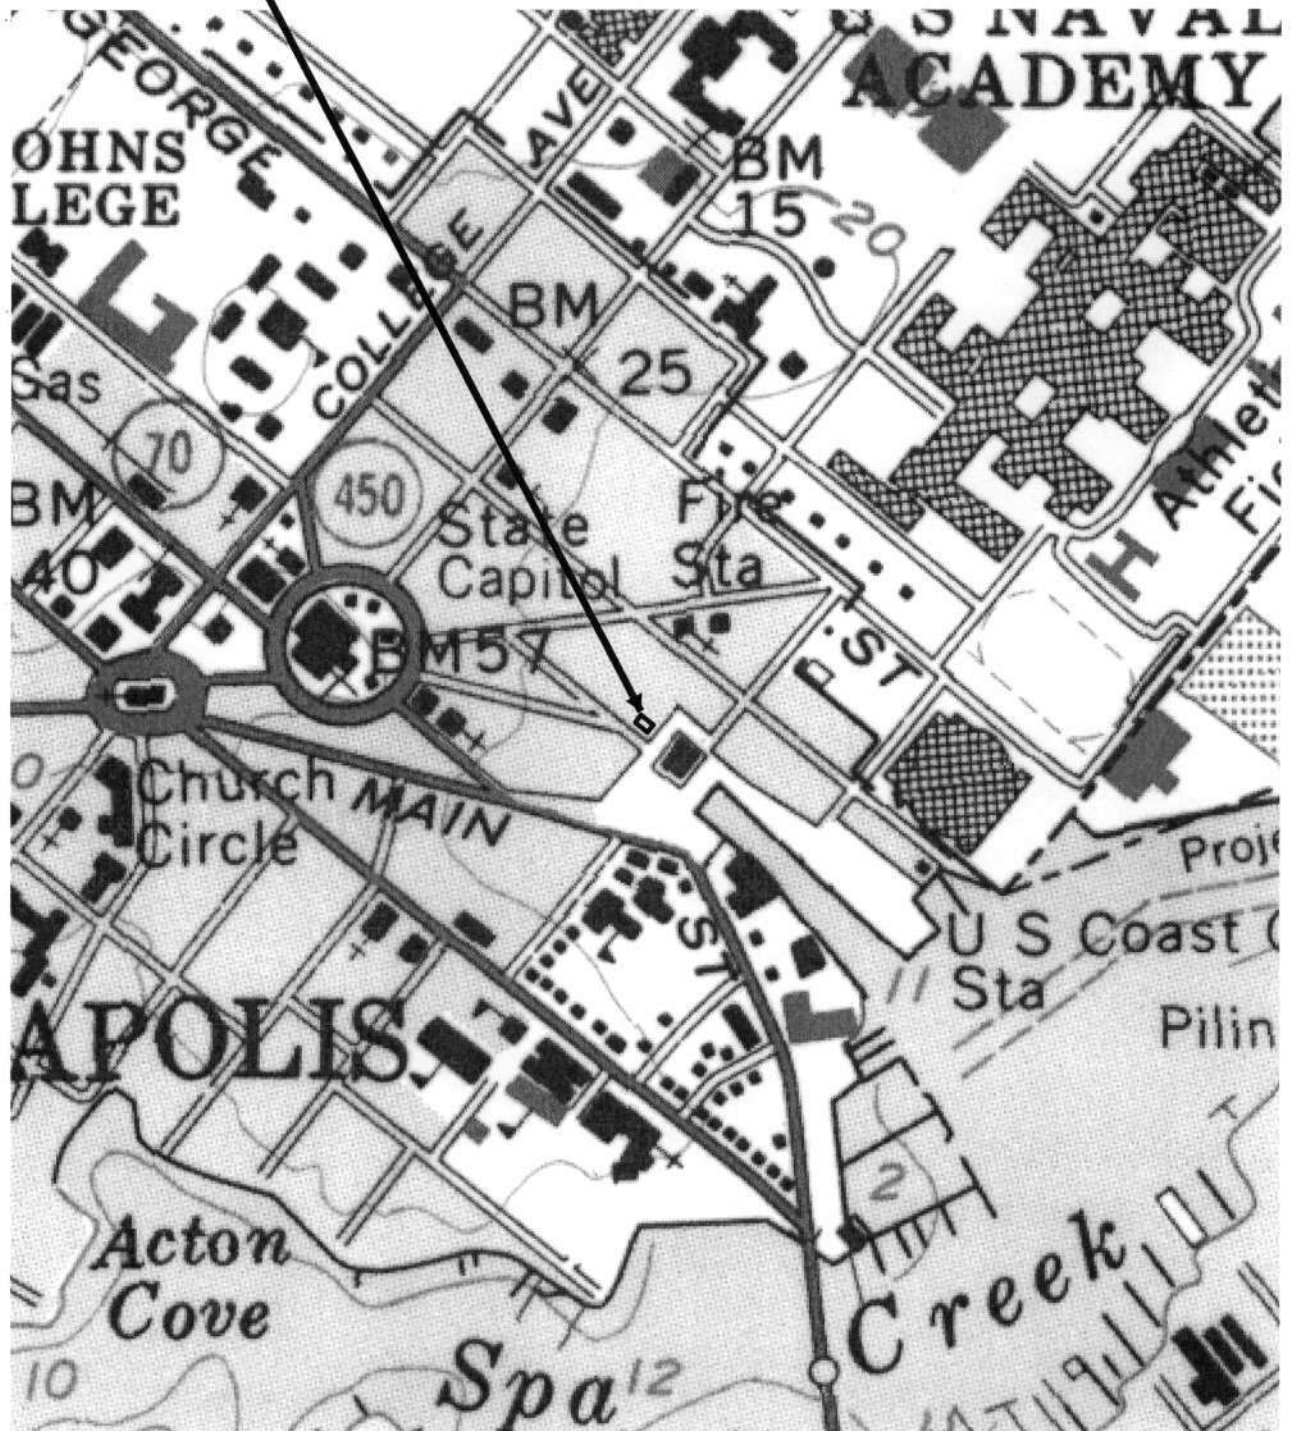 U S NAVAL
ACADEMY
GEORGE
AVE
OHNS
LEGE
BM
15
20
COLLEGE
BM
25
Gas
70
450
Athlet
BM
40
State
Capitol
Fire
Sta
BM57
ST
0
Church
Circle
MAIN
Proje
ST
U S Coast
Sta
11
Pilin
APOLIS
2
Acton
Cove
Creek
Spa
10
12